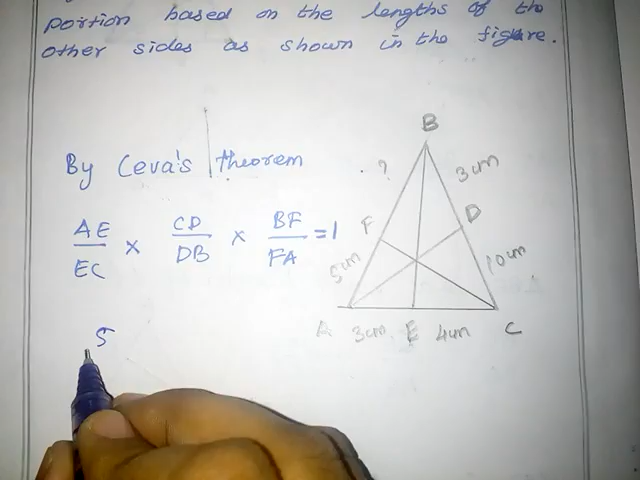 portion based on the lengths of the
other sides as shown in the figure.
By Ceva's theorem
AE/EC × CD/DB × BF/FA = 1
5
B
?
3cm
F
D
5cm
10cm
A 3cm E 4cm C